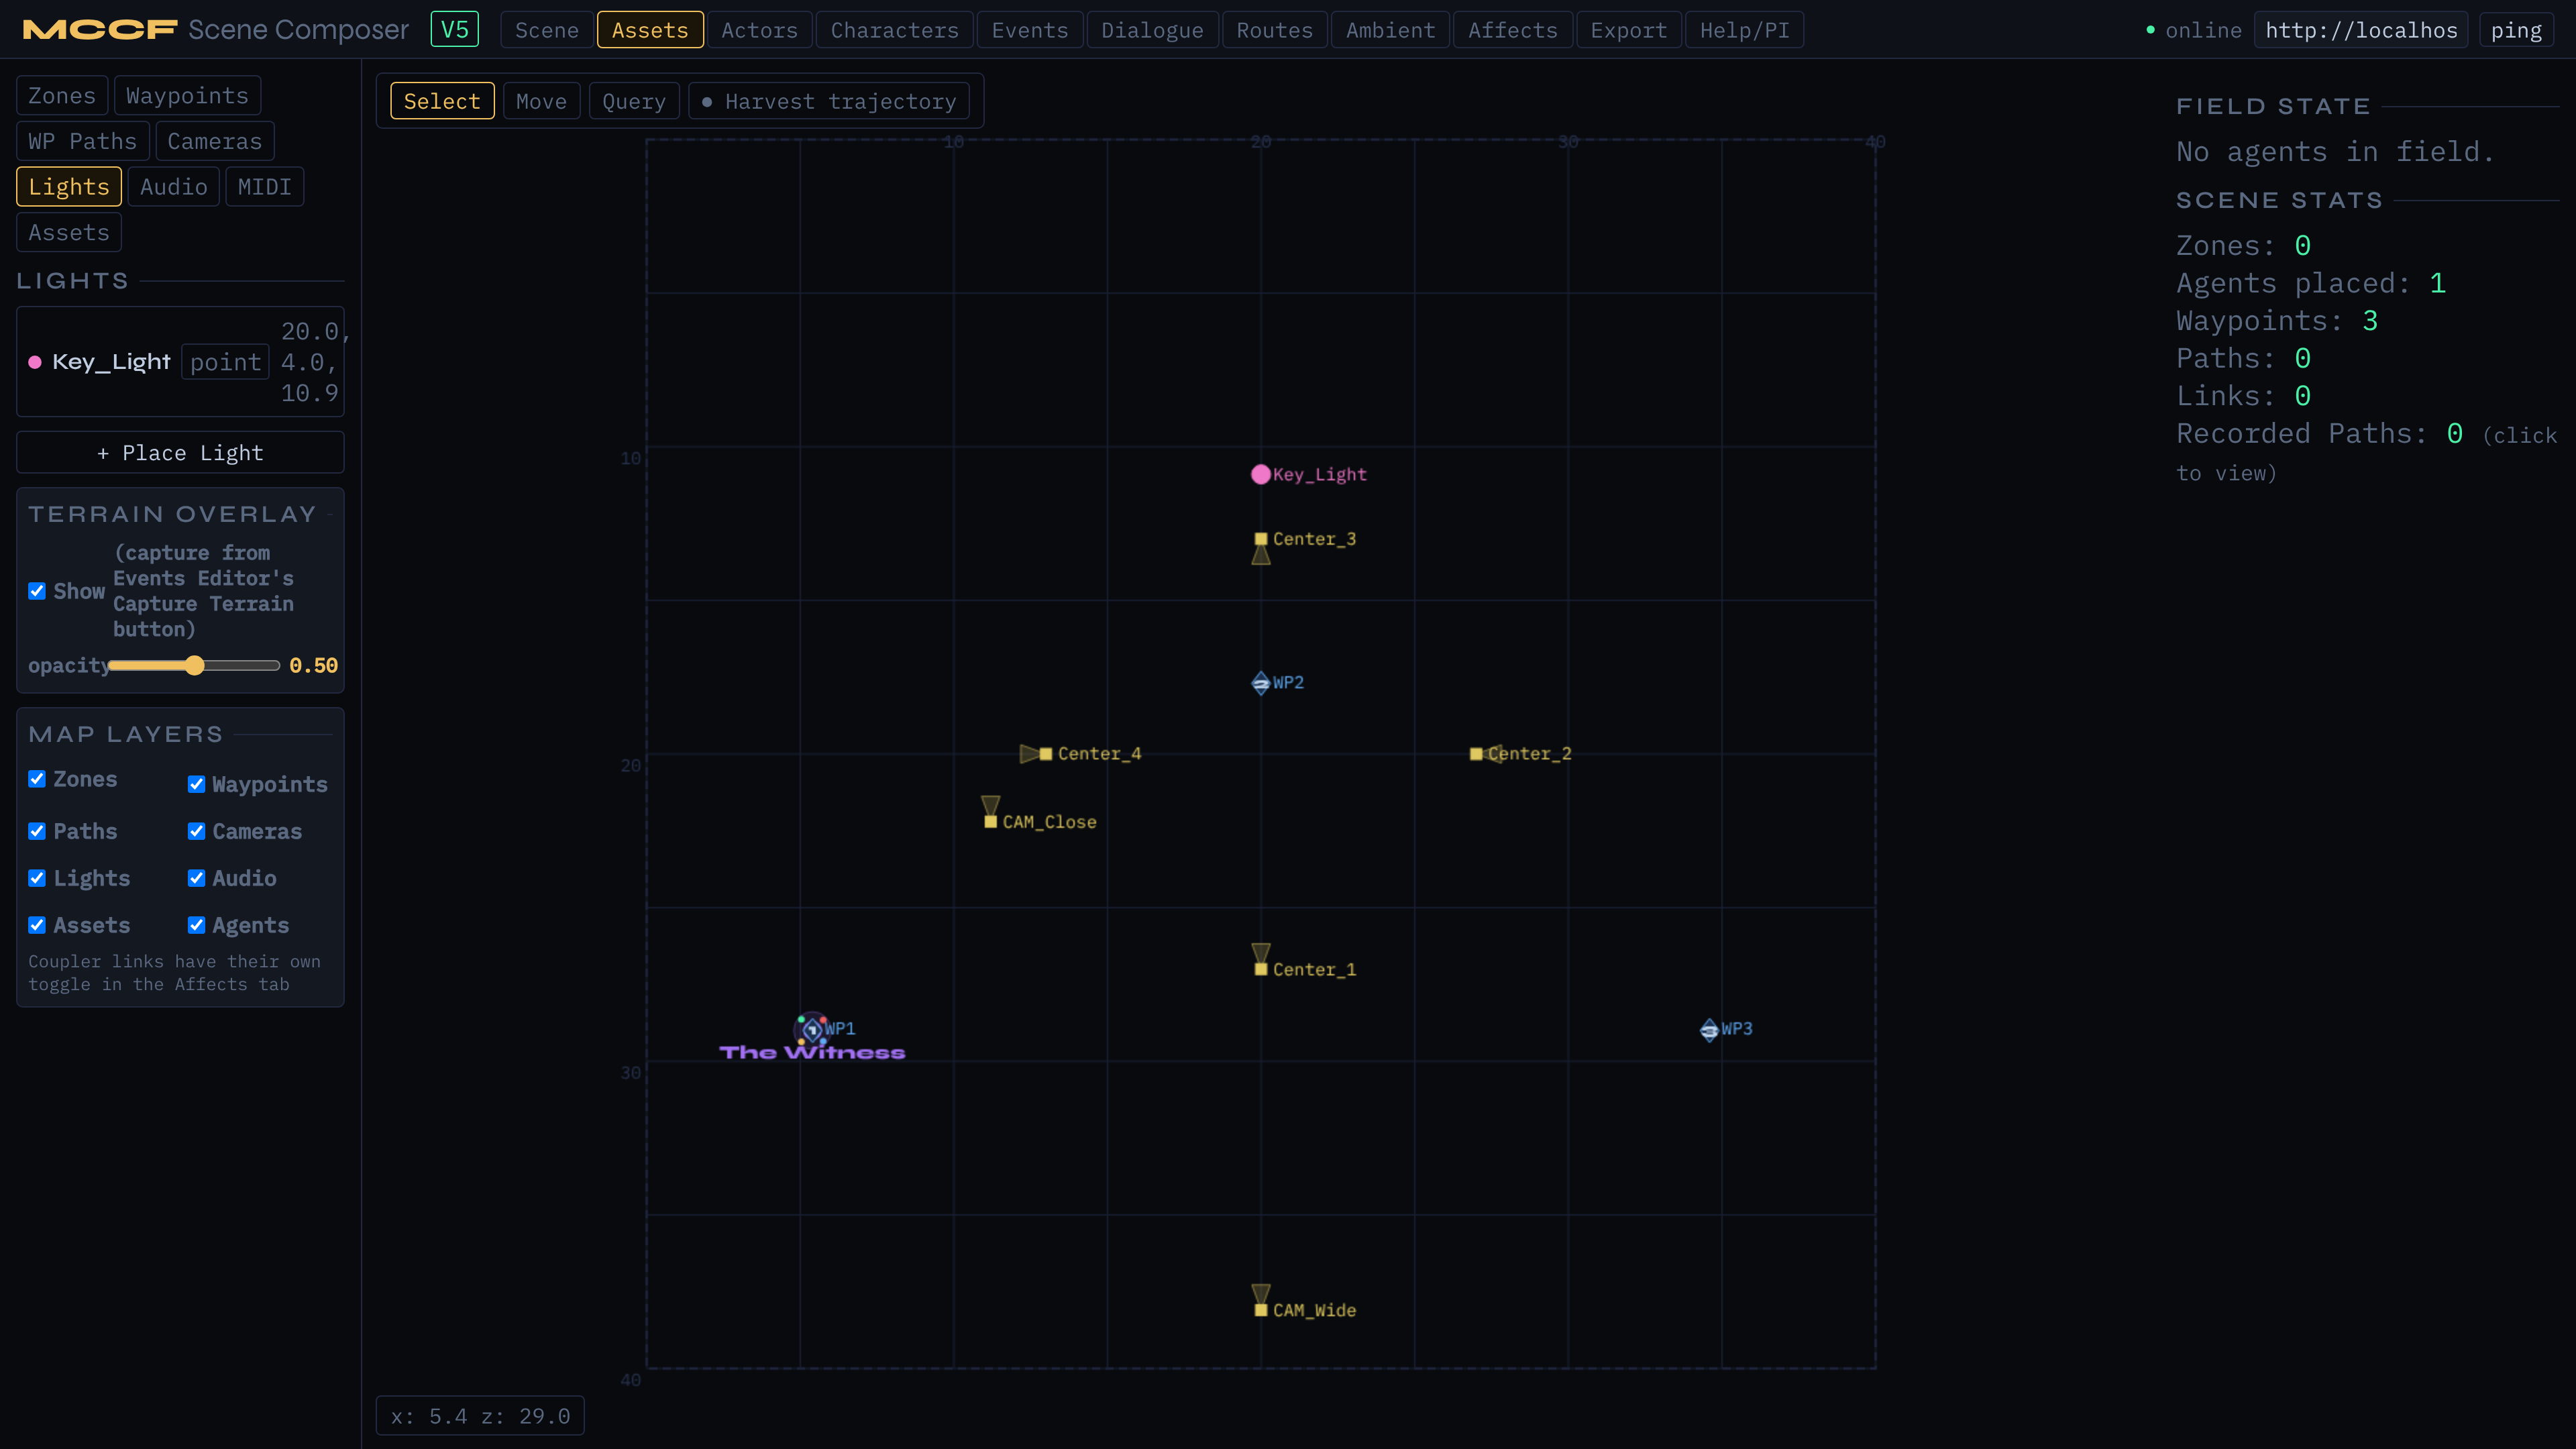 MCCF Scene Composer V5 Scene Assets Actors Characters Events Dialogue Routes Ambient Affects Export Help/PI online http://localhos ping
Zones Waypoints
WP Paths Cameras
Lights Audio MIDI
Assets
LIGHTS
Key_Light point 20.0, 4.0, 10.9
+ Place Light
TERRAIN OVERLAY
Show (capture from
Events Editor's
Capture Terrain
button)
opacity 0.50
MAP LAYERS
Zones Waypoints
Paths Cameras
Lights Audio
Assets Agents
Coupler links have their own
toggle in the Affects tab
Select Move Query Harvest trajectory
10 20 30 40
10
Key_Light
Center_3
WP2
20
Center_4 Center_2
CAM_Close
Center_1
1 WP1
3 WP3
The Witness
30
CAM_Wide
40
x: 5.4 z: 29.0
FIELD STATE
No agents in field.
SCENE STATS
Zones: 0
Agents placed: 1
Waypoints: 3
Paths: 0
Links: 0
Recorded Paths: 0 (click
to view)